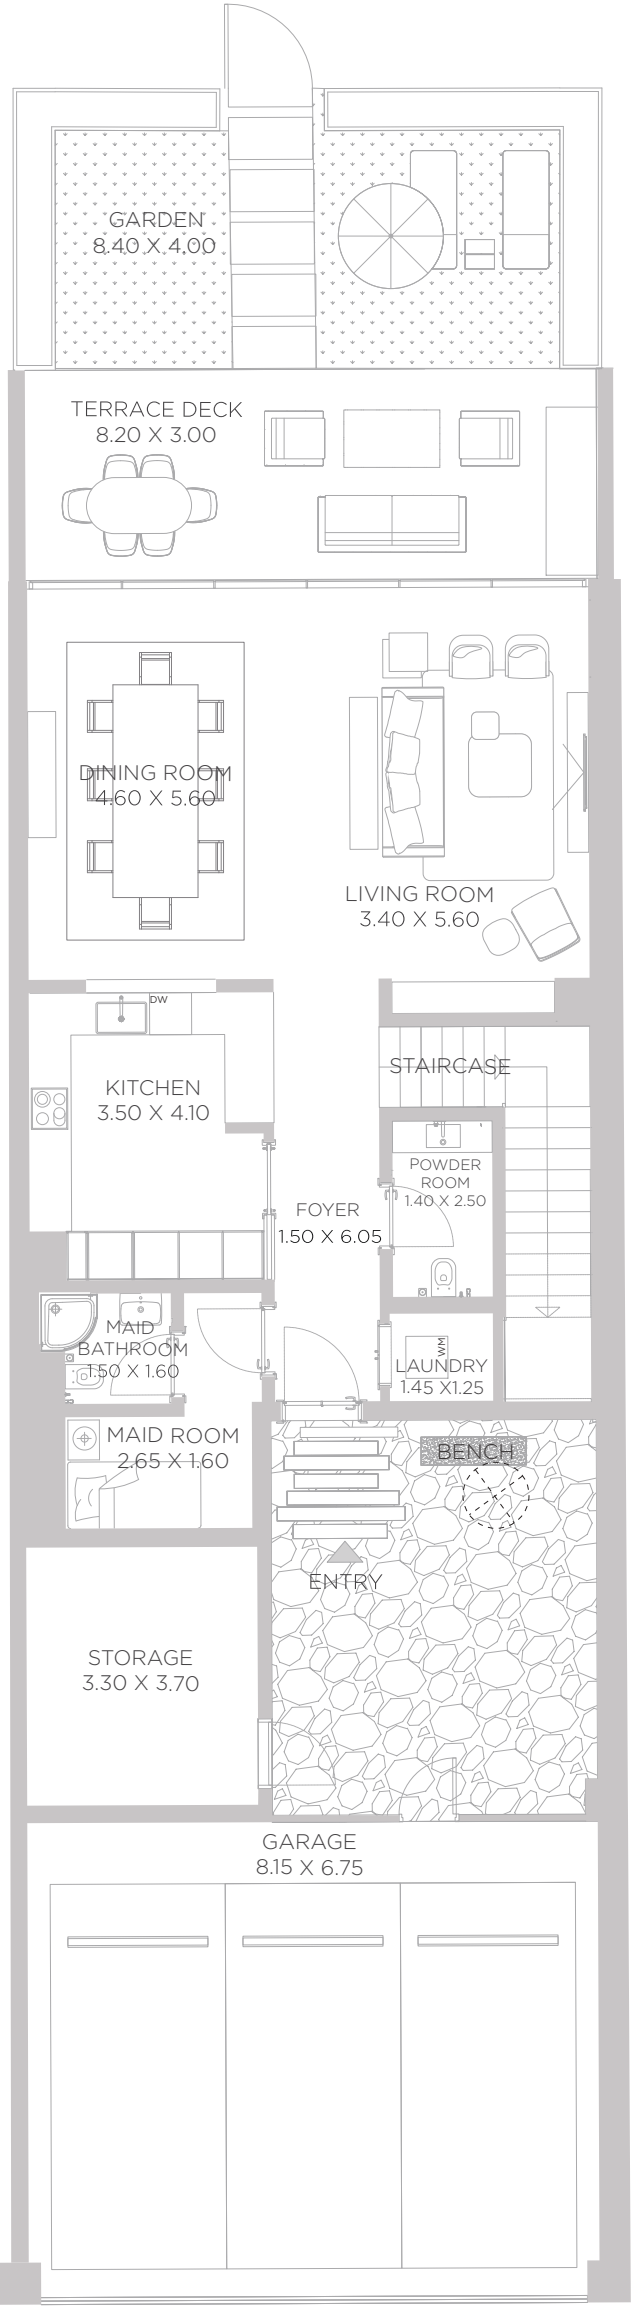 GARDEN
8.40 X 4.00
TERRACE DECK
8.20 X 3.00
DINING ROOM
4.60 X 5.60
LIVING ROOM
3.40 X 5.60
DW
KITCHEN
3.50 X 4.10
STAIRCASE
POWDER
ROOM
1.40 X 2.50
FOYER
1.50 X 6.05
MAID
BATHROOM
1.50 X 1.60
WM
LAUNDRY
1.45 X1.25
MAID ROOM
2.65 X 1.60
BENCH
ENTRY
STORAGE
3.30 X 3.70
GARAGE
8.15 X 6.75